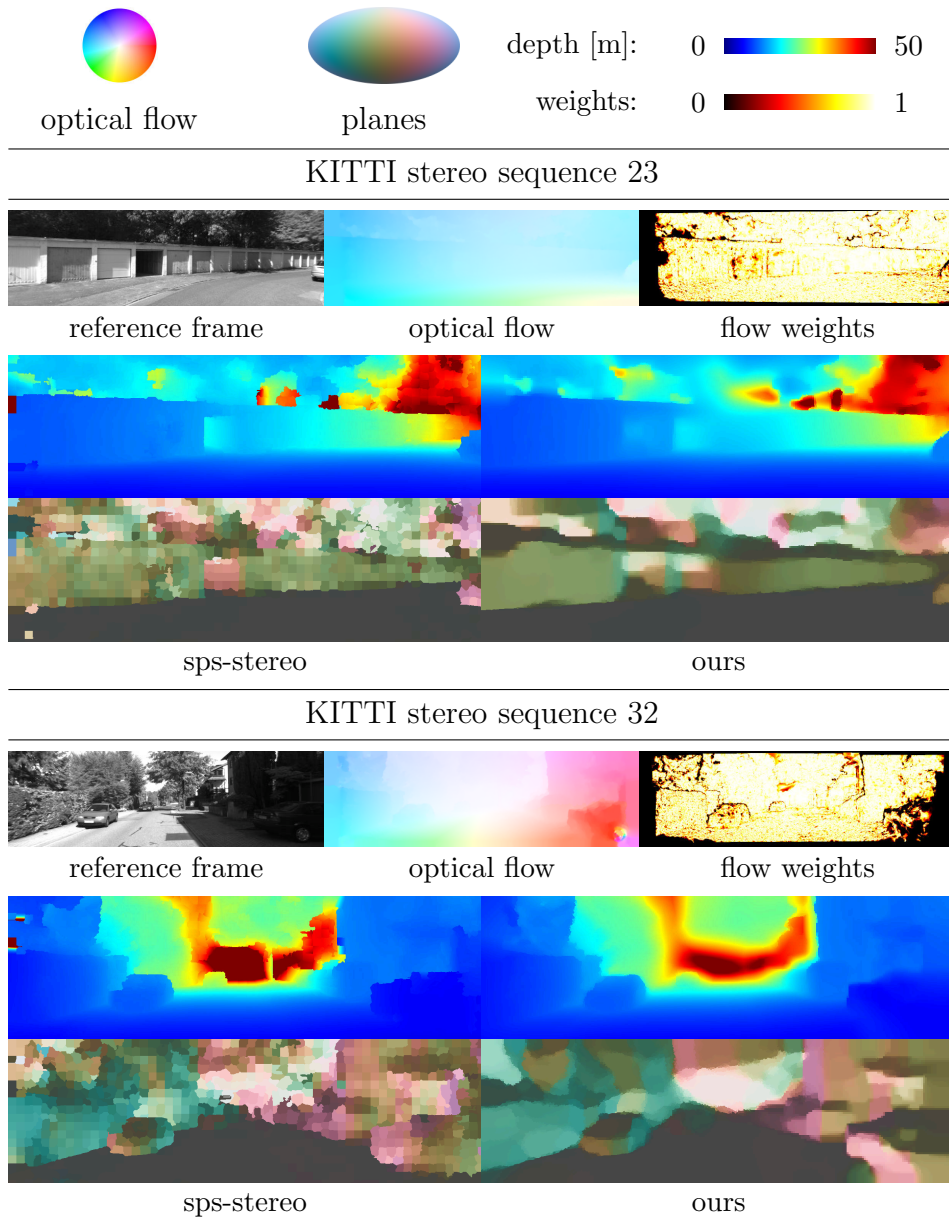 depth [m]: 0 50
weights: 0 1
optical flow planes
KITTI stereo sequence 23
reference frame optical flow flow weights
sps-stereo ours
KITTI stereo sequence 32
reference frame optical flow flow weights
sps-stereo ours